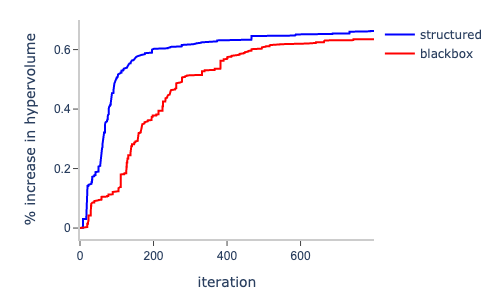 structured
blackbox
% increase in hypervolume
0.6
0.4
0.2
0
0
200
400
600
iteration